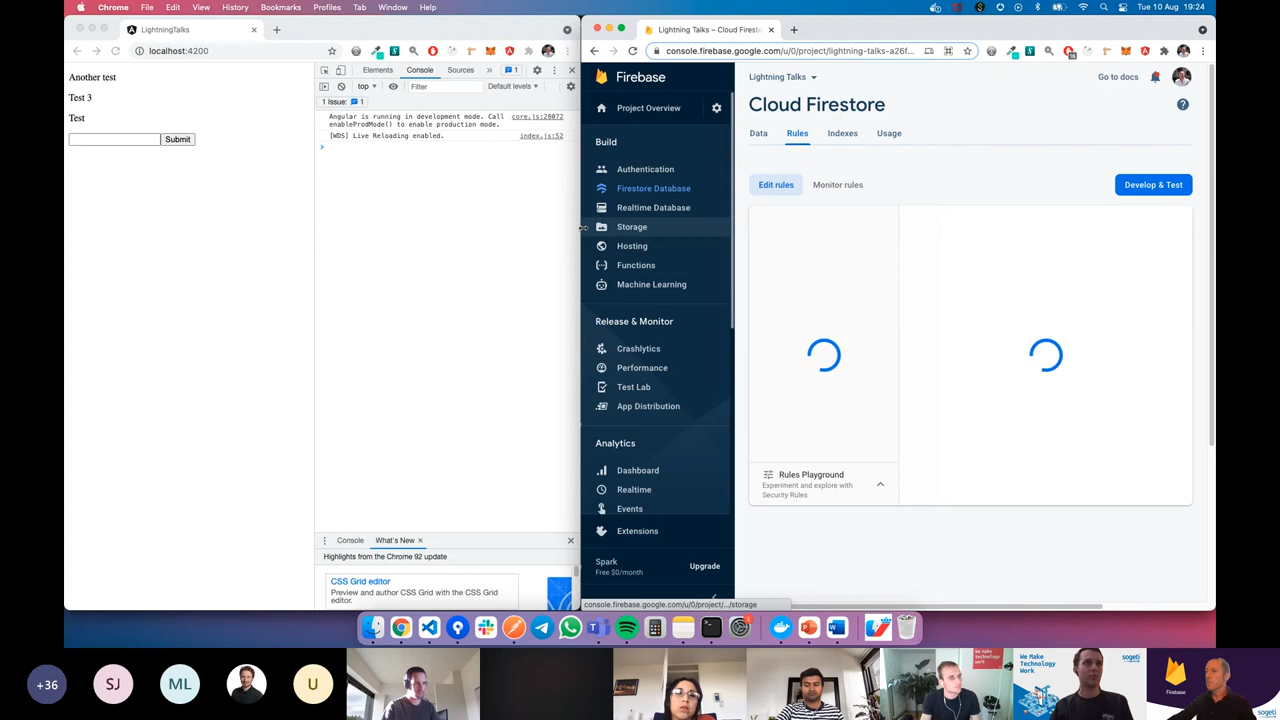 Chrome File Edit View History Bookmarks Profiles Tab Window Help
Tue 10 Aug 19:24
LightningTalks
localhost:4200
Another test
Test 3
Test
Submit
Elements Console Sources » 1
top Filter Default levels
1 Issue: 1
Angular is running in development mode. Call core.js:28072
enableProdMode() to enable production mode.
[WDS] Live Reloading enabled. index.js:52
Console What's New
Highlights from the Chrome 92 update
CSS Grid editor
Preview and author CSS Grid with the CSS Grid
editor.
Lightning Talks – Cloud Firesto
console.firebase.google.com/u/0/project/lightning-talks-a26f...
Firebase
Project Overview
Build
Authentication
Firestore Database
Realtime Database
Storage
Hosting
Functions
Machine Learning
Release & Monitor
Crashlytics
Performance
Test Lab
App Distribution
Analytics
Dashboard
Realtime
Events
Extensions
Spark
Free $0/month
Upgrade
console.firebase.google.com/u/0/project/.../storage
Lightning Talks
Go to docs
Cloud Firestore
Data Rules Indexes Usage
Edit rules Monitor rules Develop & Test
Rules Playground
Experiment and explore with
Security Rules
+36
SJ
ML
U
We Make
Technology
Work
sogeti
Firebase
sogeti